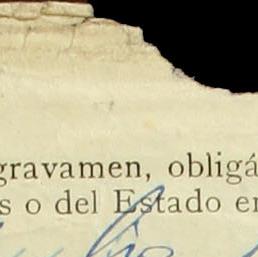 gravamen, obligá
s o del Estado en